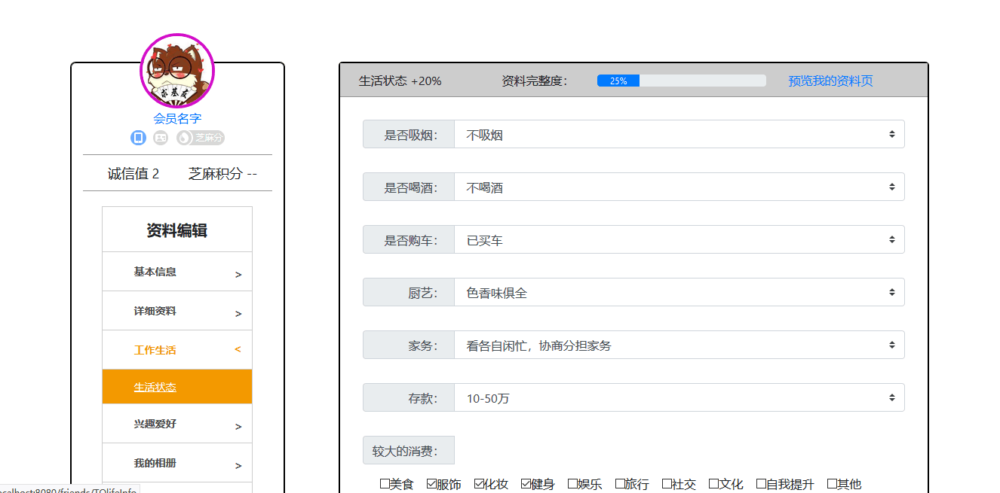 求基友
会员名字
芝麻分
诚信值 2 芝麻积分 --
资料编辑
基本信息 >
详细资料 >
工作生活 <
生活状态
兴趣爱好 >
我的相册 >
生活状态 +20% 资料完整度： 25% 预览我的资料页
是否吸烟： 不吸烟
是否喝酒： 不喝酒
是否购车： 已买车
厨艺： 色香味俱全
家务： 看各自闲忙，协商分担家务
存款： 10-50万
较大的消费：
美食 服饰 化妆 健身 娱乐 旅行 社交 文化 自我提升 其他
ocalhost:8080/friends/TOlifeInfo